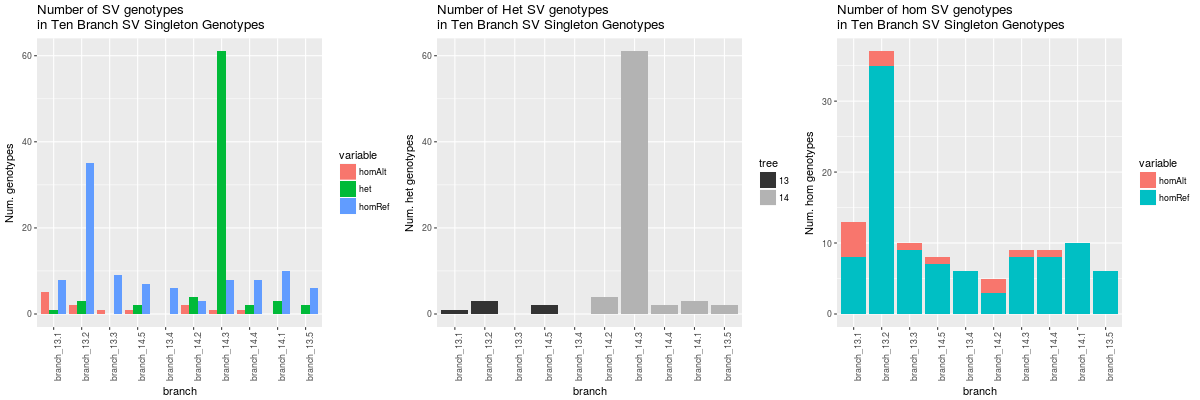 Number of SV genotypes
in Ten Branch SV Singleton Genotypes
Num. genotypes
60
40
20
0
branch_13.1
branch_13.2
branch_13.3
branch_14.5
branch_13.4
branch_14.2
branch_14.3
branch_14.4
branch_14.1
branch_13.5
branch
variable
homAlt
het
homRef
Number of Het SV genotypes
in Ten Branch SV Singleton Genotypes
Num. het genotypes
60
40
20
0
branch_13.1
branch_13.2
branch_13.3
branch_14.5
branch_13.4
branch_14.2
branch_14.3
branch_14.4
branch_14.1
branch_13.5
branch
tree
13
14
Number of hom SV genotypes
in Ten Branch SV Singleton Genotypes
Num. hom genotypes
30
20
10
0
branch_13.1
branch_13.2
branch_13.3
branch_14.5
branch_13.4
branch_14.2
branch_14.3
branch_14.4
branch_14.1
branch_13.5
branch
variable
homAlt
homRef